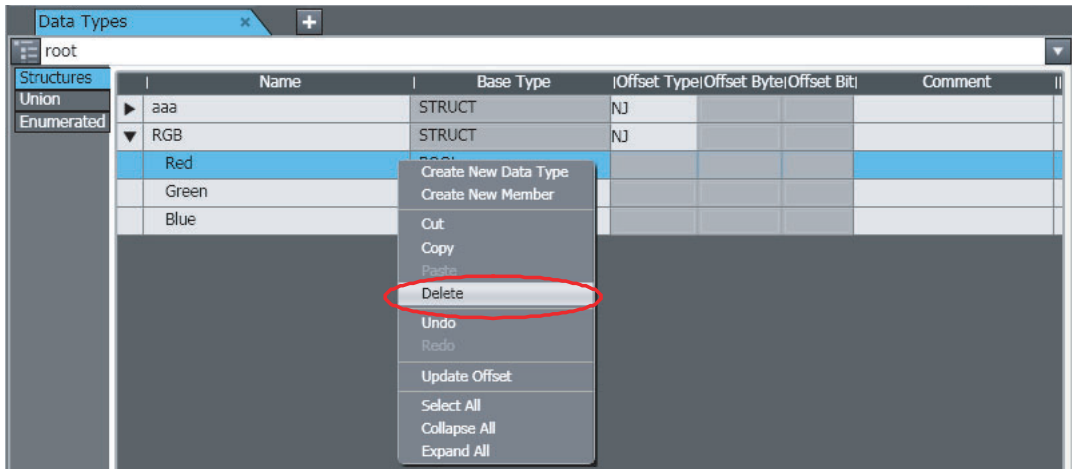 Data Types × +
root
Structures
Union
Enumerated
Name Base Type Offset Type Offset Byte Offset Bit Comment
aaa STRUCT NJ
RGB STRUCT NJ
Red BOOL
Green
Blue
Create New Data Type
Create New Member
Cut
Copy
Paste
Delete
Undo
Redo
Update Offset
Select All
Collapse All
Expand All